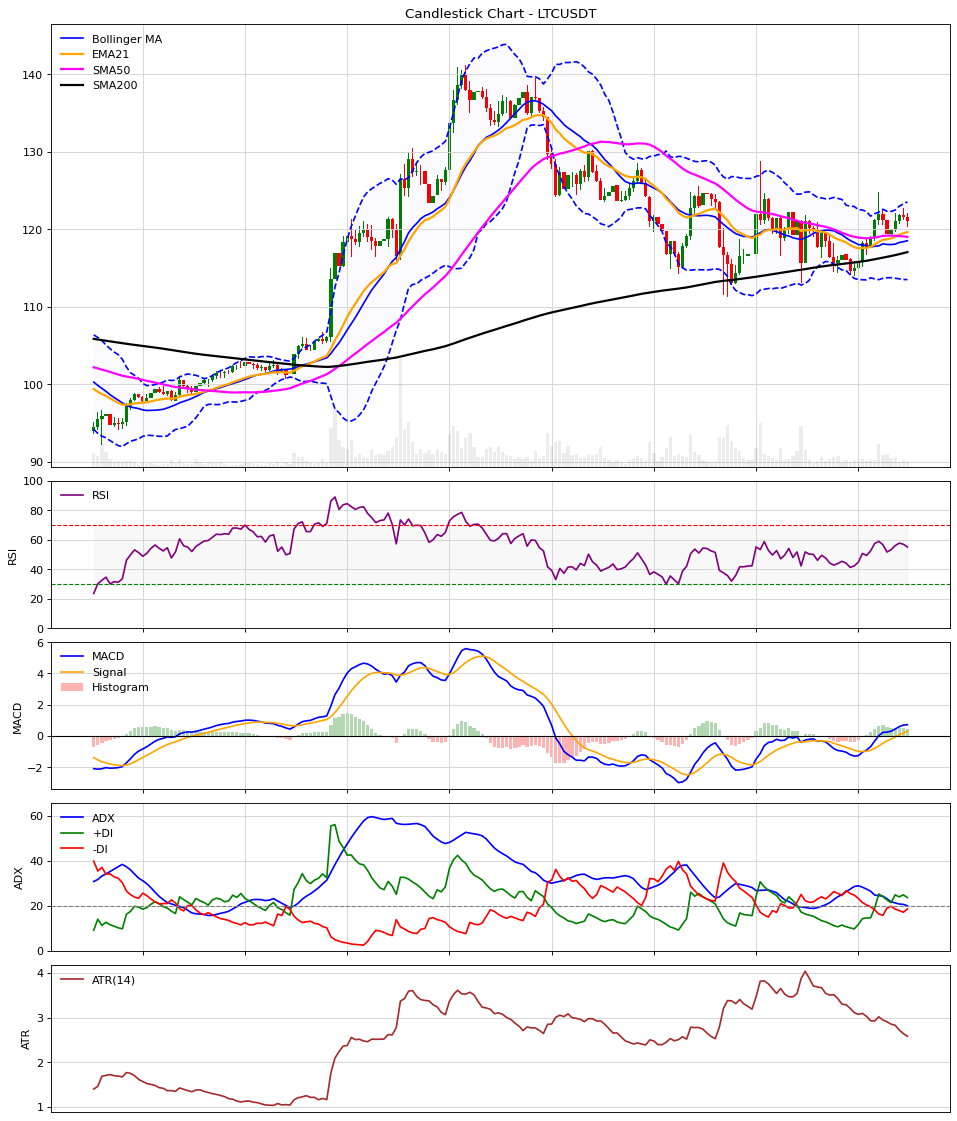 Candlestick Chart - LTCUSDT
Bollinger MA
EMA21
SMA50
SMA200
140
130
120
110
100
90
RSI
RSI
100
80
60
40
20
0
MACD
Signal
Histogram
MACD
6
4
2
0
−2
ADX
+DI
-DI
ADX
60
40
20
0
ATR(14)
ATR
4
3
2
1